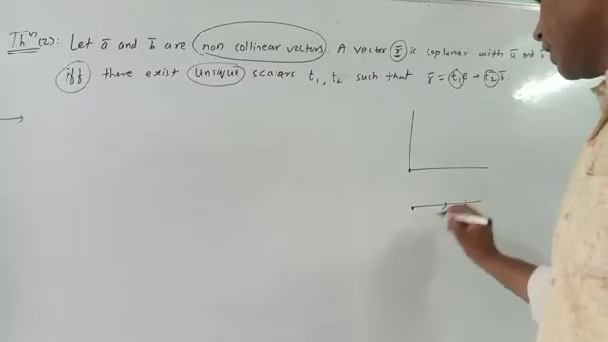 Thᵐ(2): Let a̅ and b̅ are non collinear vectors. A vector r̅ is coplanar with a̅ and b̅
iff there exist unique scalars t₁, t₂ such that r̅ = t₁a̅ + t₂b̅.